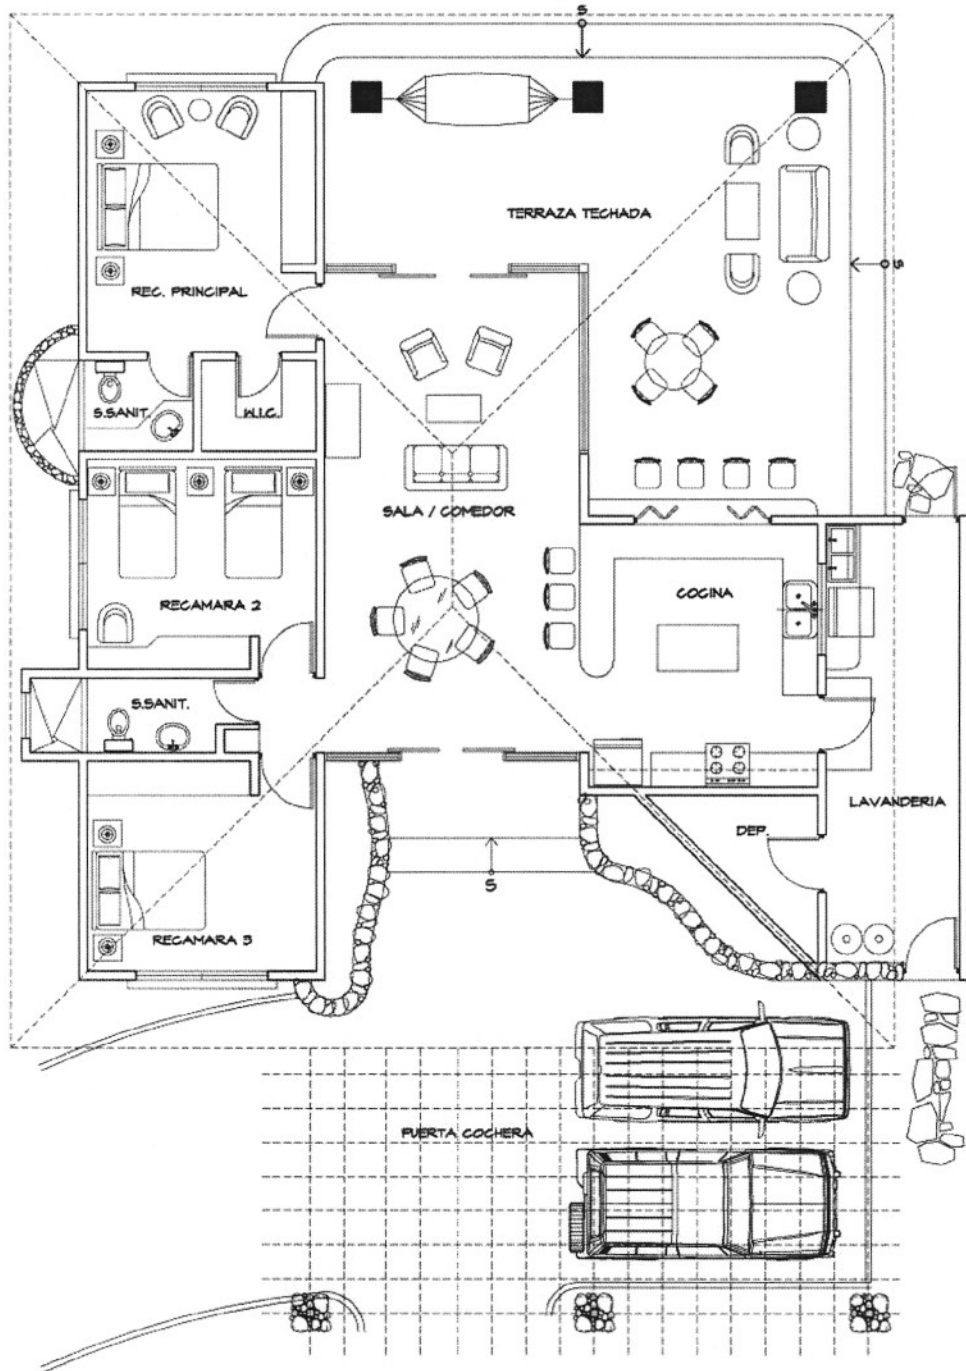 S
TERRAZA TECHADA
S
REC. PRINCIPAL
S.SANIT.
W.I.C.
SALA / COMEDOR
RECAMARA 2
COCINA
S.SANIT.
LAVANDERIA
DEP.
S
RECAMARA 3
PUERTA COCHERA